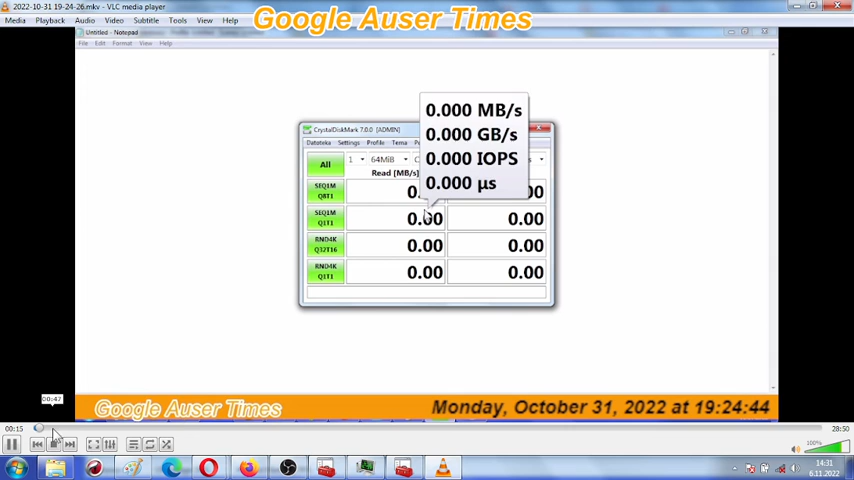 2022-10-31 19-24-26.mkv - VLC media player
Google Auser Times
Media Playback Audio Video Subtitle Tools View Help
Untitled - Notepad
File Edit Format View Help
0.000 MB/s
0.000 GB/s
0.000 IOPS
0.000 µs
CrystalDiskMark 7.0.0 [ADMIN]
Datoteka Settings Profile Tema
All 1 64MiB
Read [MB/s]
SEQ1M
Q8T1
SEQ1M
Q1T1
0.00 0.00
RND4K
Q32T16
0.00 0.00
RND4K
Q1T1
0.00 0.00
00:47
Google Auser Times
Monday, October 31, 2022 at 19:24:44
00:15 28:50
100%
14:31
6.11.2022